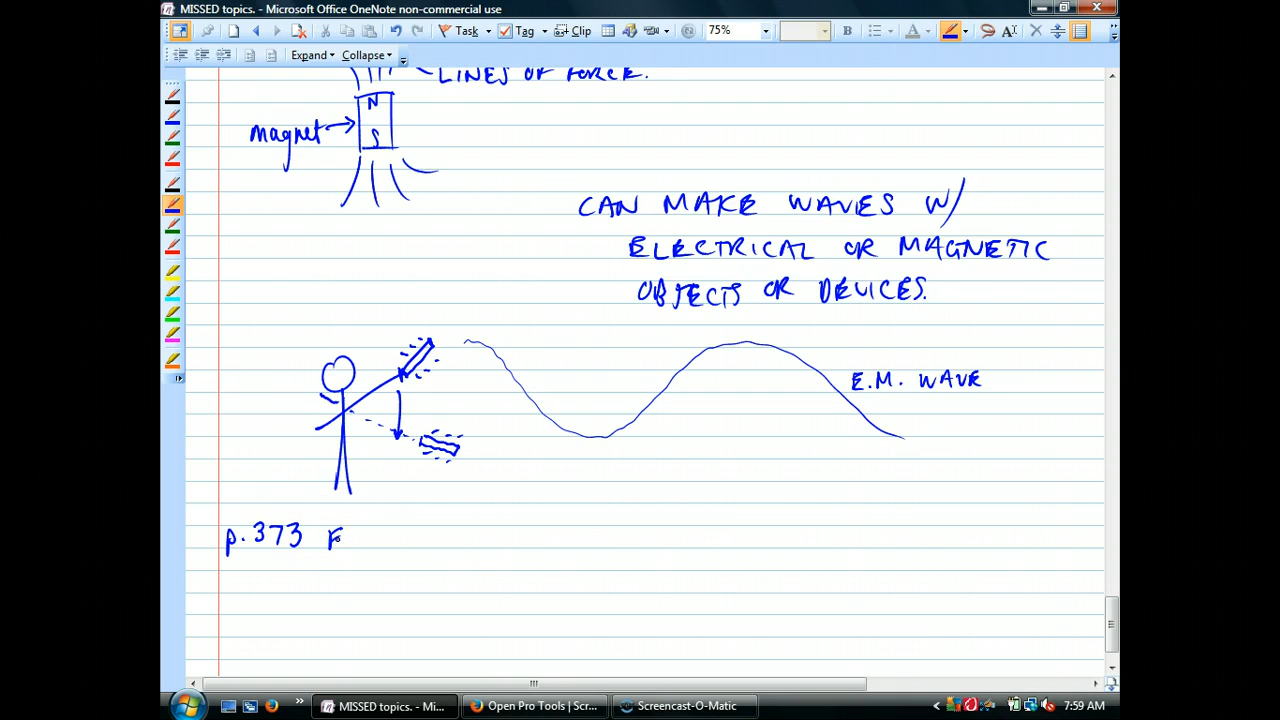 MISSED topics. - Microsoft Office OneNote non-commercial use
Task Tag Clip 75% B A
Expand Collapse
LINES OF FORCE.
N
magnet
S
CAN MAKE WAVES W/
ELECTRICAL OR MAGNETIC
OBJECTS OR DEVICES.
E.M. WAVE
p.373 F
MISSED topics. - Mi... Open Pro Tools | Scr... Screencast-O-Matic 7:59 AM